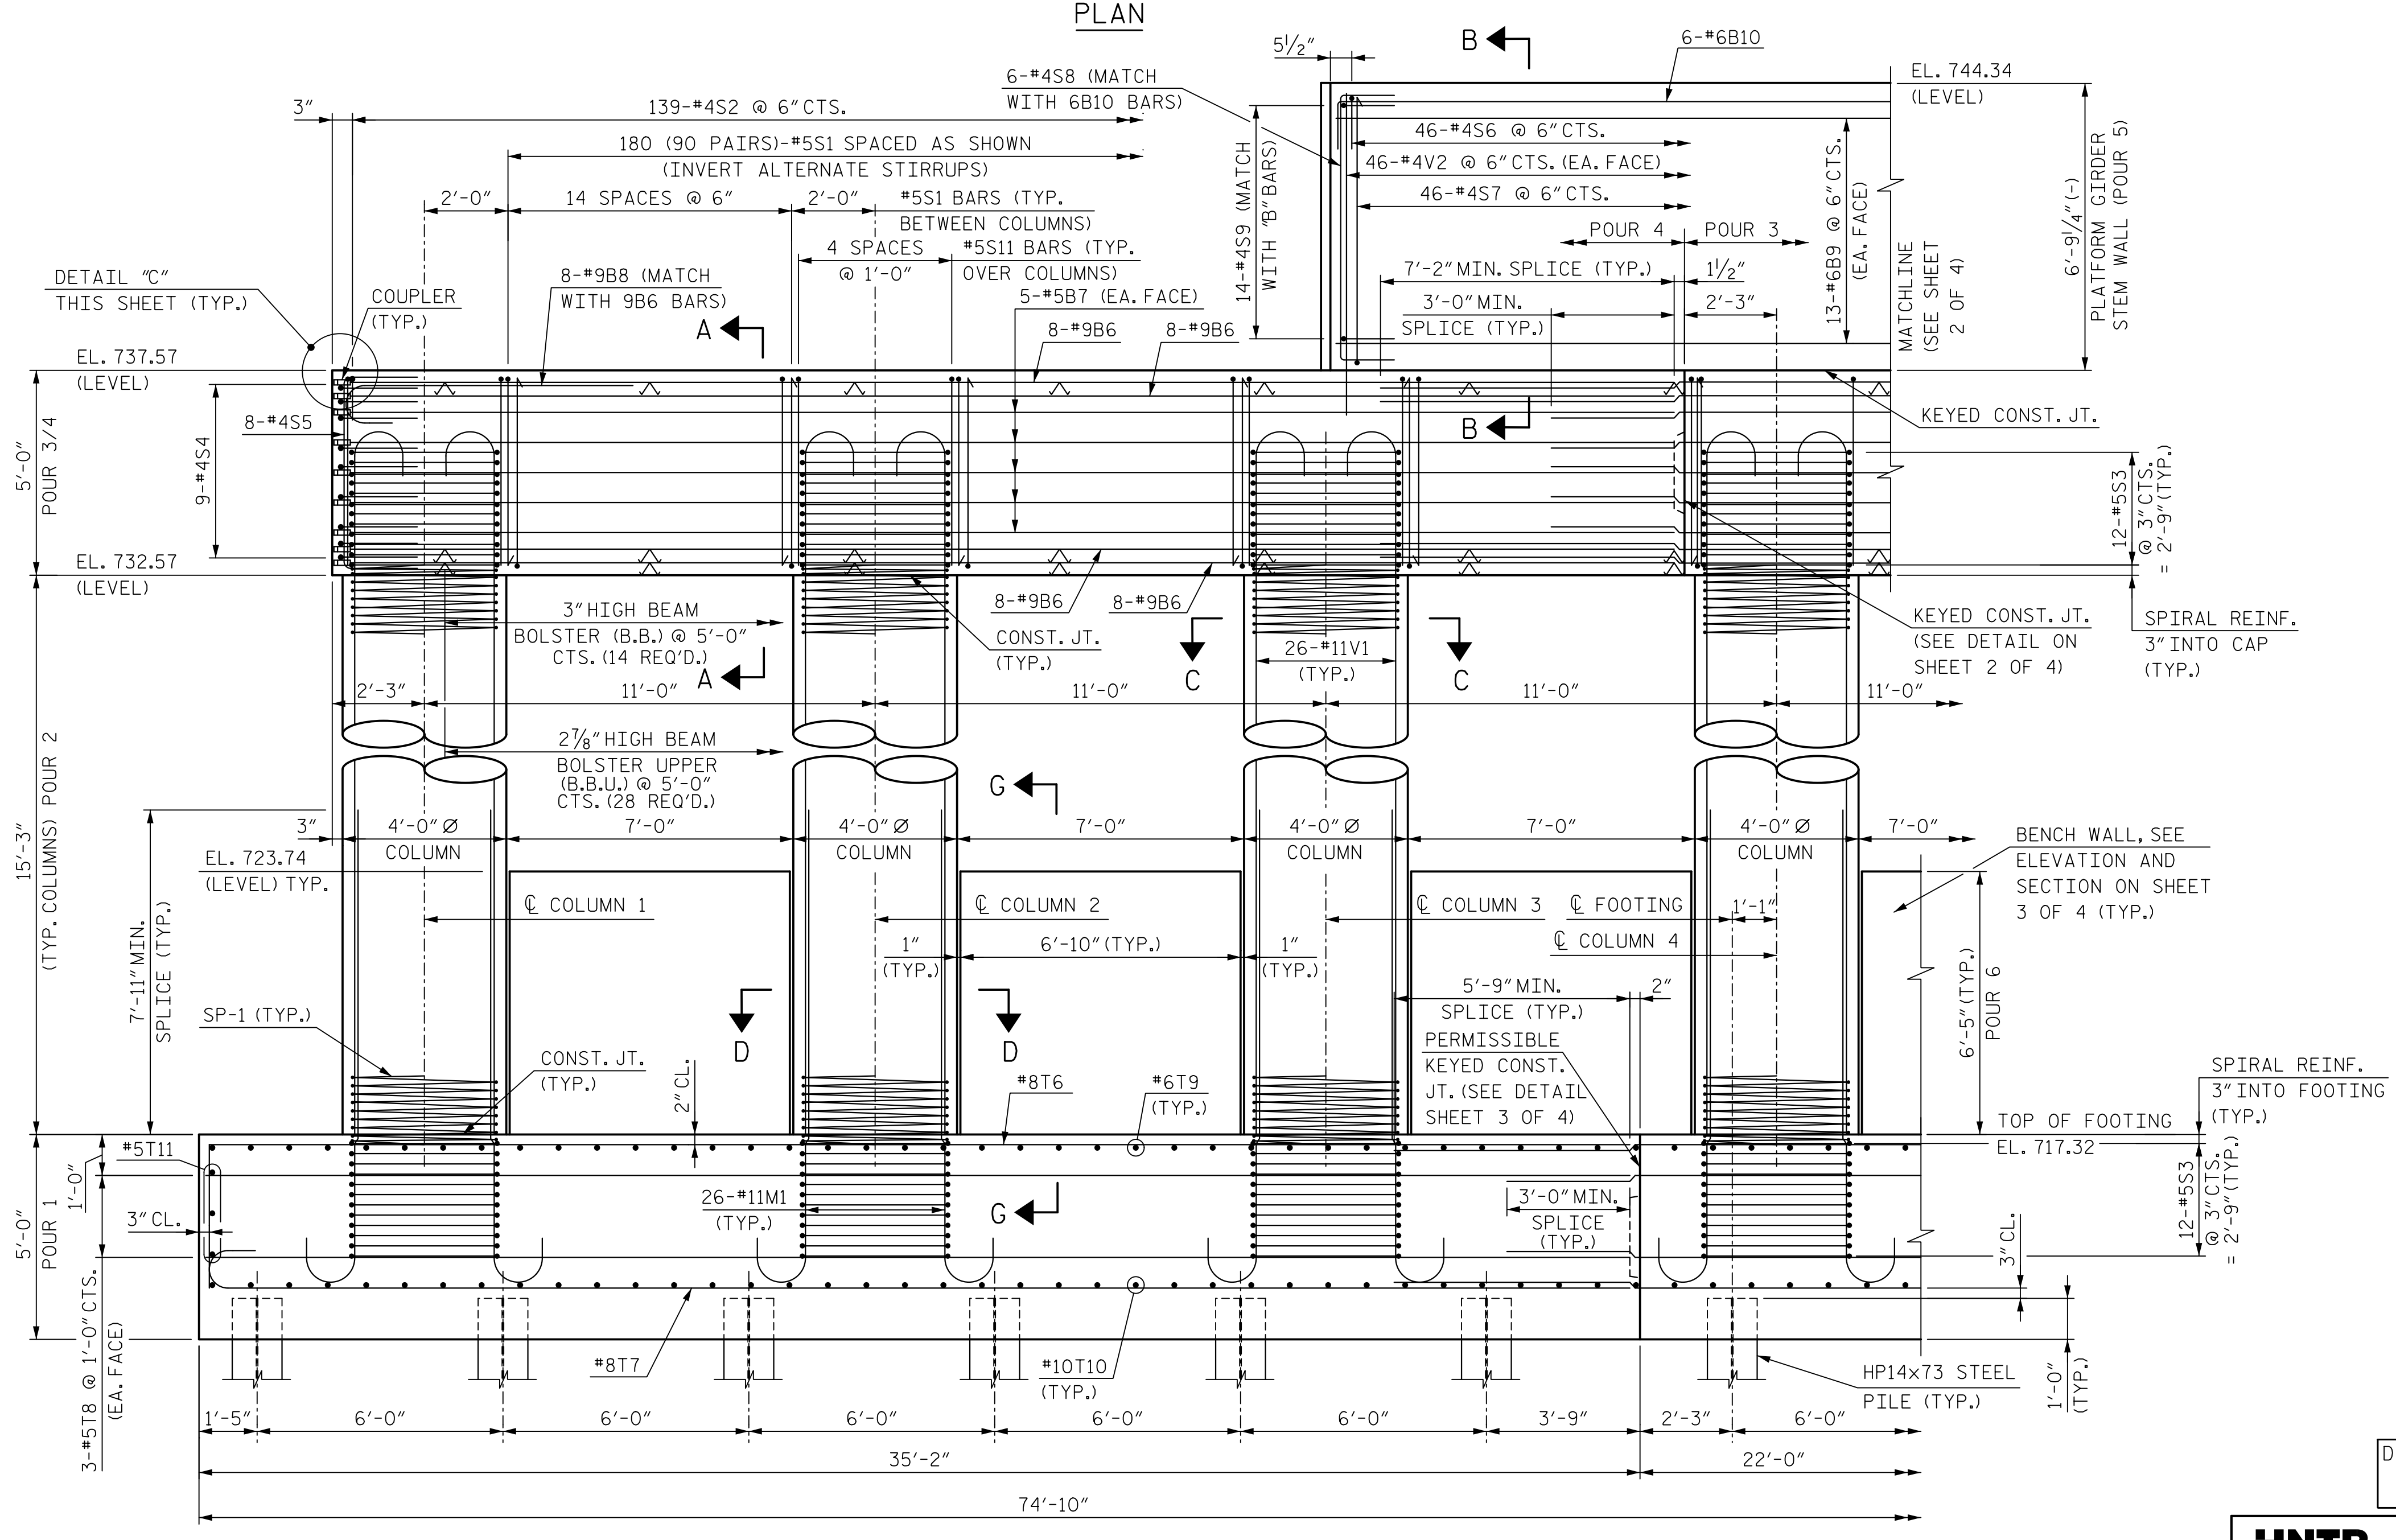 PLAN
B
6-#6B10
5 1/2"
EL. 744.34
(LEVEL)
6-#4S8 (MATCH
WITH 6B10 BARS)
3"
139-#4S2 @ 6" CTS.
180 (90 PAIRS)-#5S1 SPACED AS SHOWN
(INVERT ALTERNATE STIRRUPS)
46-#4S6 @ 6" CTS.
46-#4V2 @ 6" CTS. (EA. FACE)
46-#4S7 @ 6" CTS.
14-#4S9 (MATCH
WITH "B" BARS)
13-#6B9 @ 6" CTS.
(EA. FACE)
6'-9 1/4" (-)
PLATFORM GIRDER
STEM WALL (POUR 5)
2'-0"
14 SPACES @ 6"
2'-0"
#5S1 BARS (TYP.
BETWEEN COLUMNS)
4 SPACES
@ 1'-0"
#5S11 BARS (TYP.
OVER COLUMNS)
POUR 4
POUR 3
MATCHLINE
(SEE SHEET
2 OF 4)
DETAIL "C"
THIS SHEET (TYP.)
COUPLER
(TYP.)
8-#9B8 (MATCH
WITH 9B6 BARS)
5-#5B7 (EA. FACE)
7'-2" MIN. SPLICE (TYP.)
1 1/2"
3'-0" MIN.
SPLICE (TYP.)
2'-3"
A
8-#9B6
8-#9B6
EL. 737.57
(LEVEL)
8-#4S5
9-#4S4
5'-0"
POUR 3/4
B
KEYED CONST. JT.
12-#5S3
@ 3" CTS.
= 2'-9" (TYP.)
EL. 732.57
(LEVEL)
3" HIGH BEAM
BOLSTER (B.B.) @ 5'-0"
CTS. (14 REQ'D.)
A
8-#9B6
8-#9B6
CONST. JT.
(TYP.)
C
26-#11V1
(TYP.)
C
KEYED CONST. JT.
(SEE DETAIL ON
SHEET 2 OF 4)
SPIRAL REINF.
3" INTO CAP
(TYP.)
2'-3"
11'-0"
11'-0"
11'-0"
11'-0"
2 7/8" HIGH BEAM
BOLSTER UPPER
(B.B.U.) @ 5'-0"
CTS. (28 REQ'D.)
G
15'-3"
(TYP. COLUMNS) POUR 2
3"
4'-0" Ø
COLUMN
7'-0"
4'-0" Ø
COLUMN
7'-0"
4'-0" Ø
COLUMN
7'-0"
4'-0" Ø
COLUMN
7'-0"
BENCH WALL, SEE
ELEVATION AND
SECTION ON SHEET
3 OF 4 (TYP.)
EL. 723.74
(LEVEL) TYP.
7'-11" MIN.
SPLICE (TYP.)
℄ COLUMN 1
℄ COLUMN 2
℄ COLUMN 3
℄ FOOTING
1'-1"
℄ COLUMN 4
1"
(TYP.)
6'-10" (TYP.)
1"
(TYP.)
6'-5" (TYP.)
POUR 6
5'-9" MIN.
SPLICE (TYP.)
2"
SP-1 (TYP.)
D
D
PERMISSIBLE
KEYED CONST.
JT. (SEE DETAIL
SHEET 3 OF 4)
CONST. JT.
(TYP.)
2" CL.
#8T6
#6T9
(TYP.)
SPIRAL REINF.
3" INTO FOOTING
(TYP.)
TOP OF FOOTING
EL. 717.32
#5T11
1'-0"
5'-0"
POUR 1
3" CL.
26-#11M1
(TYP.)
G
3'-0" MIN.
SPLICE
(TYP.)
12-#5S3
@ 3" CTS.
= 2'-9" (TYP.)
3" CL.
3-#5T8 @ 1'-0" CTS.
(EA. FACE)
#8T7
#10T10
(TYP.)
HP14x73 STEEL
PILE (TYP.)
1'-0"
(TYP.)
1'-5"
6'-0"
6'-0"
6'-0"
6'-0"
6'-0"
3'-9"
2'-3"
6'-0"
35'-2"
22'-0"
74'-10"
D
HNTB